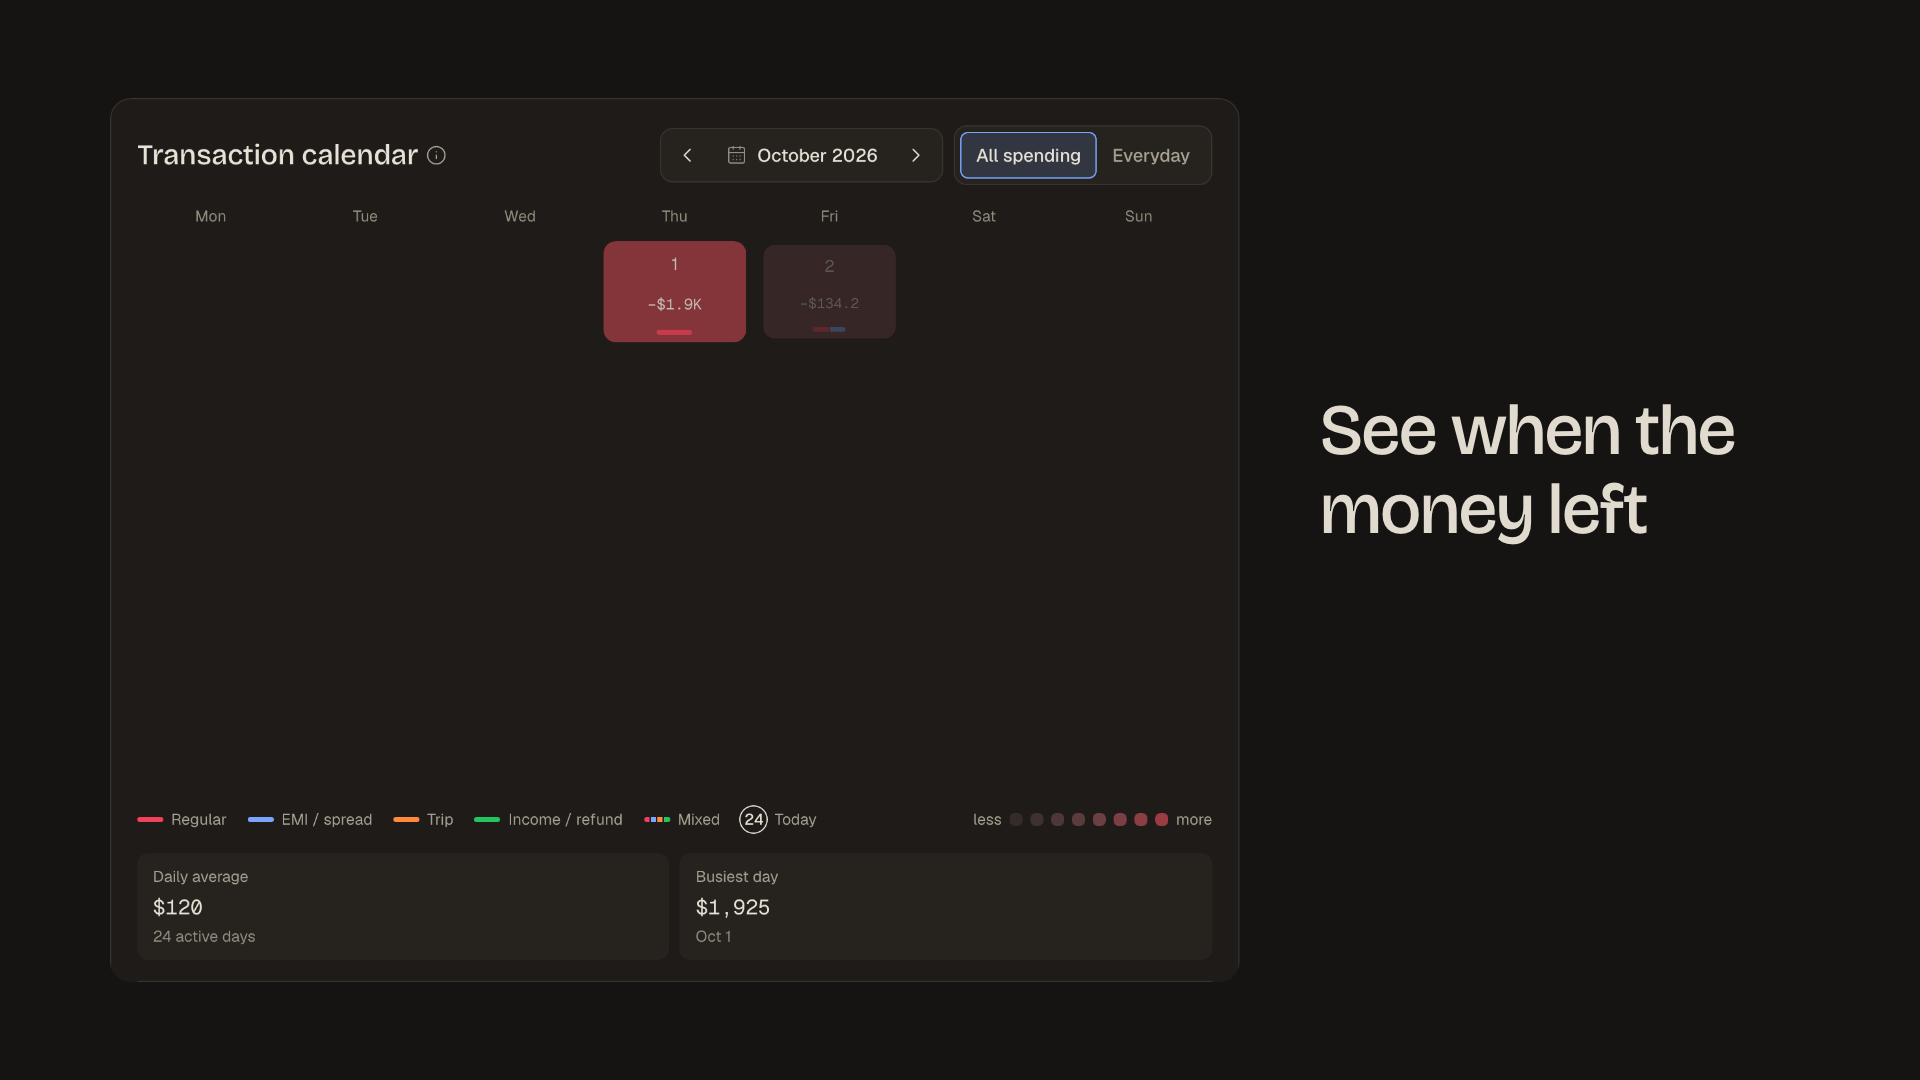 Transaction calendar
October 2026
All spending
Everyday
Mon Tue Wed Thu Fri Sat Sun
1
-$1.9K
2
-$134.2
See when the
money left
Regular
EMI / spread
Trip
Income / refund
Mixed
24 Today
less
more
Daily average
$120
24 active days
Busiest day
$1,925
Oct 1